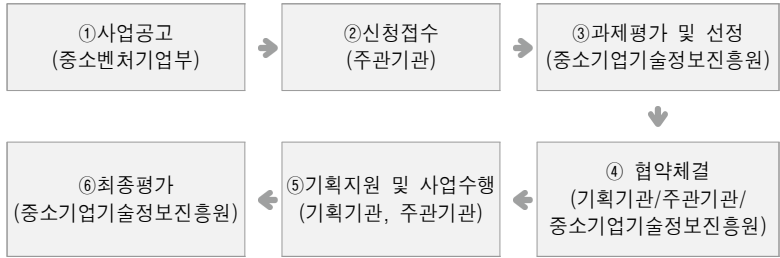 ①사업공고
(중소벤처기업부)
②신청접수
(주관기관)
③과제평가 및 선정
(중소기업기술정보진흥원)
④ 협약체결
(기획기관/주관기관/
중소기업기술정보진흥원)
⑤기획지원 및 사업수행
(기획기관, 주관기관)
⑥최종평가
(중소기업기술정보진흥원)